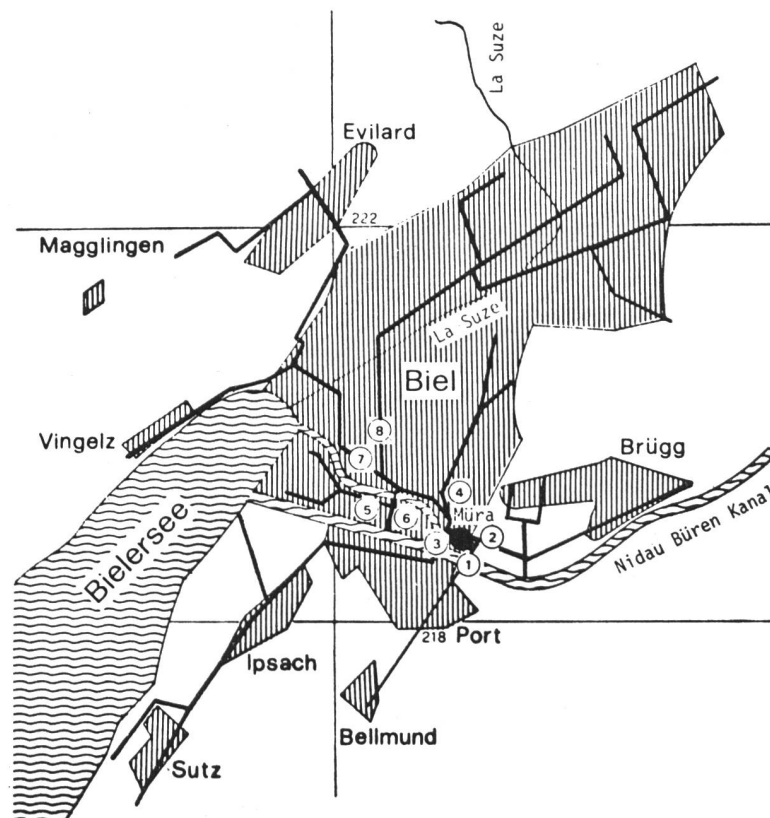 La Suze
Evilard
222
Magglingen
La Suze
Biel
Vingelz
8
Brügg
7
4
5
6
Müra
3
2
1
Bielersee
Nidau Büren Kanal
218 Port
Ipsach
Bellmund
Sutz